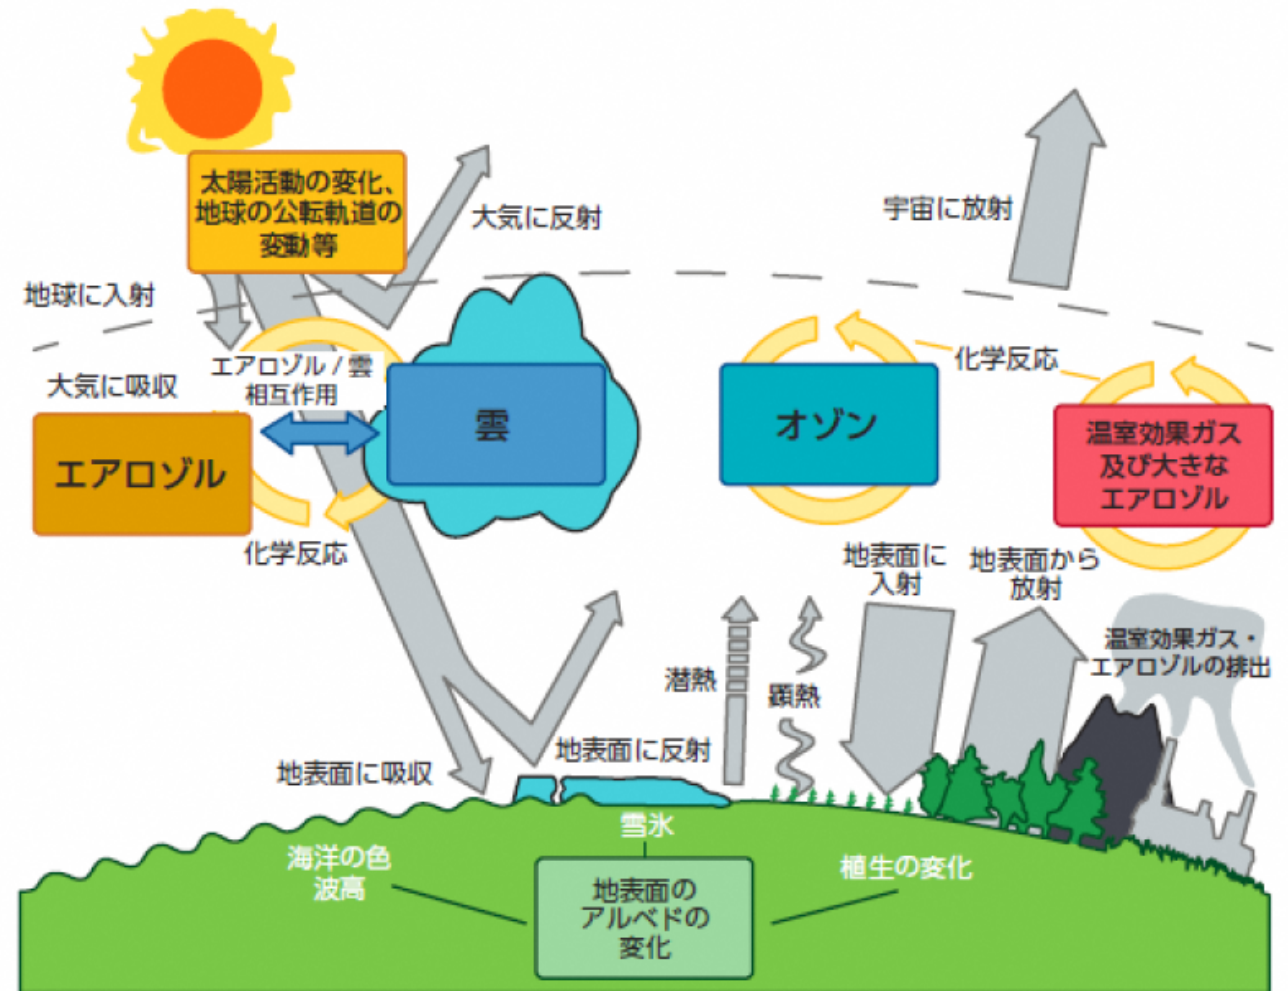 太陽活動の変化、
地球の公転軌道の
変動等
大気に反射
宇宙に放射
地球に入射
大気に吸収
エアロゾル / 雲
相互作用
化学反応
エアロゾル
雲
オゾン
温室効果ガス
及び大きな
エアロゾル
化学反応
地表面に
入射
地表面から
放射
温室効果ガス・
エアロゾルの排出
潜熱
顕熱
地表面に反射
地表面に吸収
雪氷
海洋の色
波高
植生の変化
地表面の
アルベドの
変化